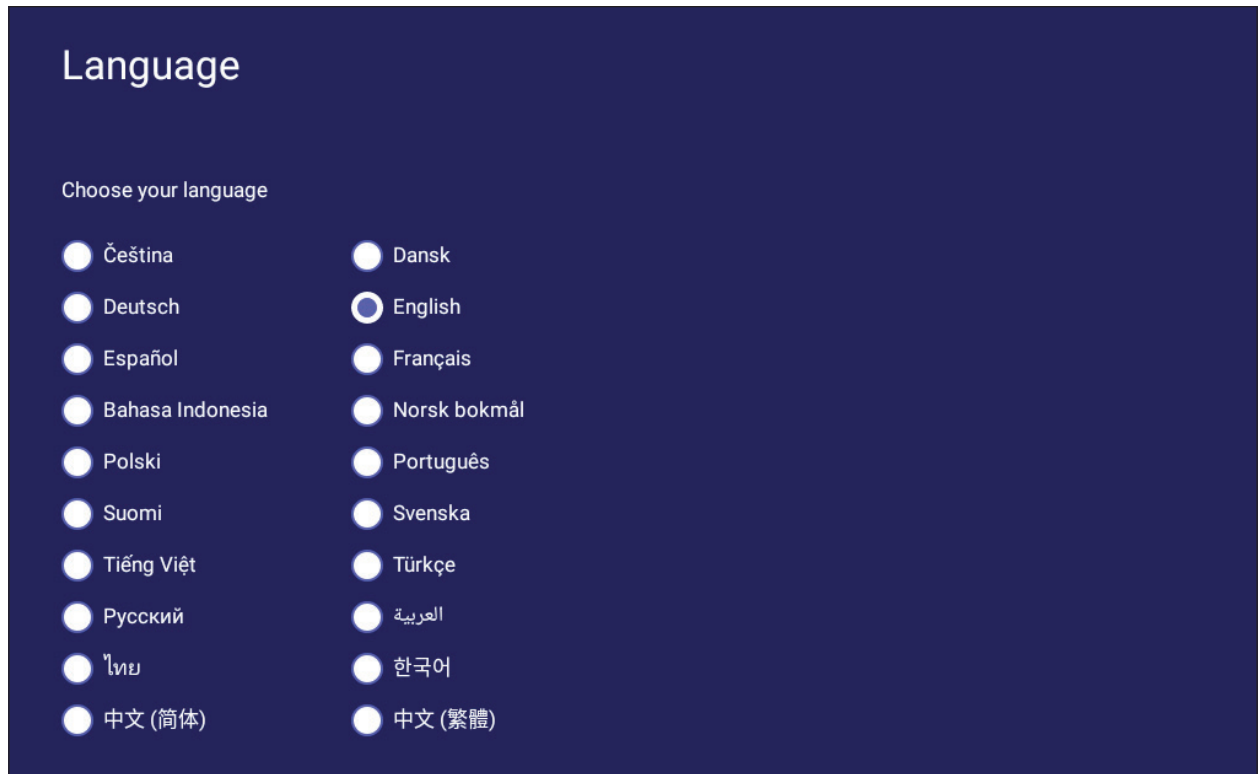 Language
Choose your language
Čeština Dansk
Deutsch English
Español Français
Bahasa Indonesia Norsk bokmål
Polski Português
Suomi Svenska
Tiếng Việt Türkçe
Русский العربية
ไทย 한국어
中文 (简体) 中文 (繁體)